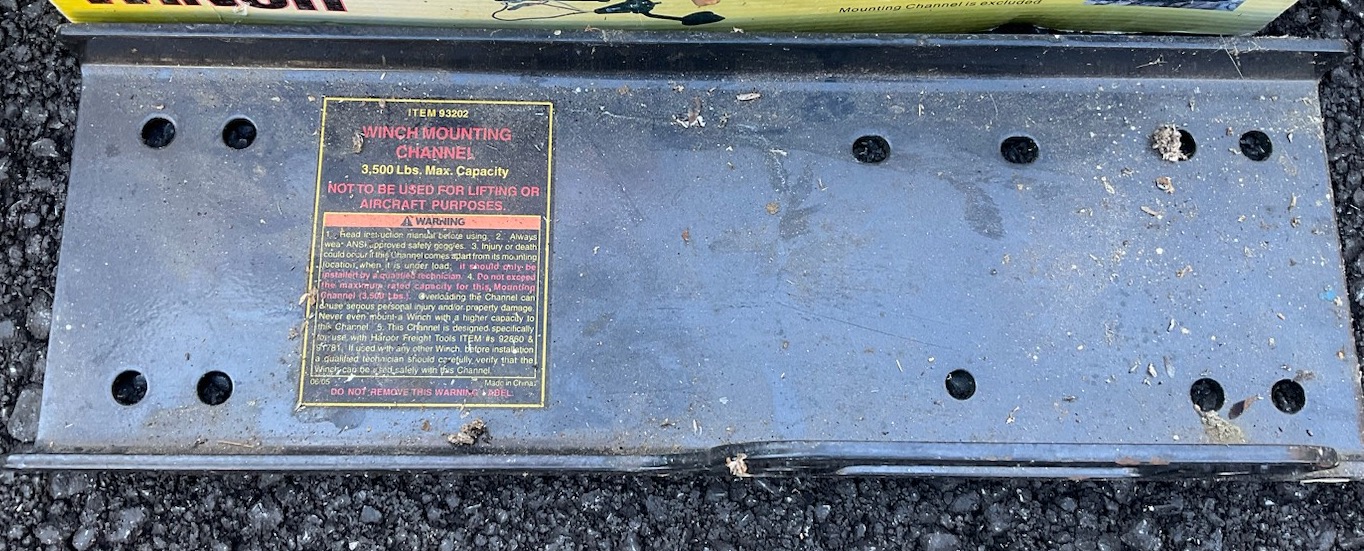 Winch
Mounting Channel is excluded
ITEM 93202
WINCH MOUNTING
CHANNEL
3,500 Lbs. Max. Capacity
NOT TO BE USED FOR LIFTING OR
AIRCRAFT PURPOSES.
WARNING
1. Read instruction manual before using. 2. Always
wear ANSI approved safety goggles. 3. Injury or death
could occur if this Channel comes apart from its mounting
location when it is under load; it should only be
installed by a qualified technician. 4. Do not exceed
the maximum rated capacity for this Mounting
Channel (3,500 Lbs.). Overloading the Channel can
cause serious personal injury and/or property damage.
Never even mount a Winch with a higher capacity to
this Channel. 5. This Channel is designed specifically
for use with Harbor Freight Tools ITEM #s 92860 &
If used with any other Winch, before installation
a qualified technician should carefully verify that the
Winch can be used safely with this Channel.
06/05 Made in China
DO NOT REMOVE THIS WARNING LABEL.